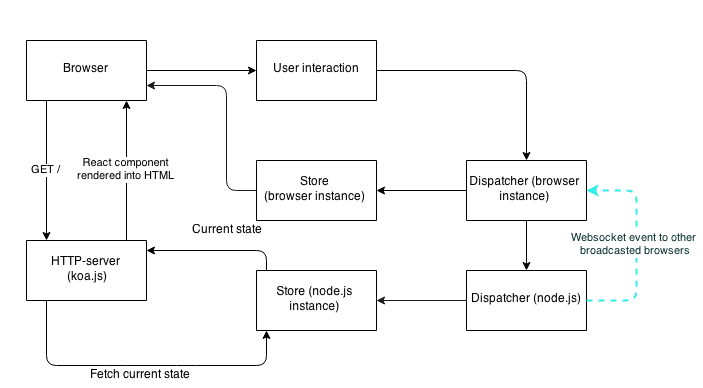 Browser
User interaction
GET /
React component
rendered into HTML
Store
(browser instance)
Dispatcher (browser
instance)
Current state
Websocket event to other
broadcasted browsers
HTTP-server
(koa.js)
Store (node.js
instance)
Dispatcher (node.js)
Fetch current state